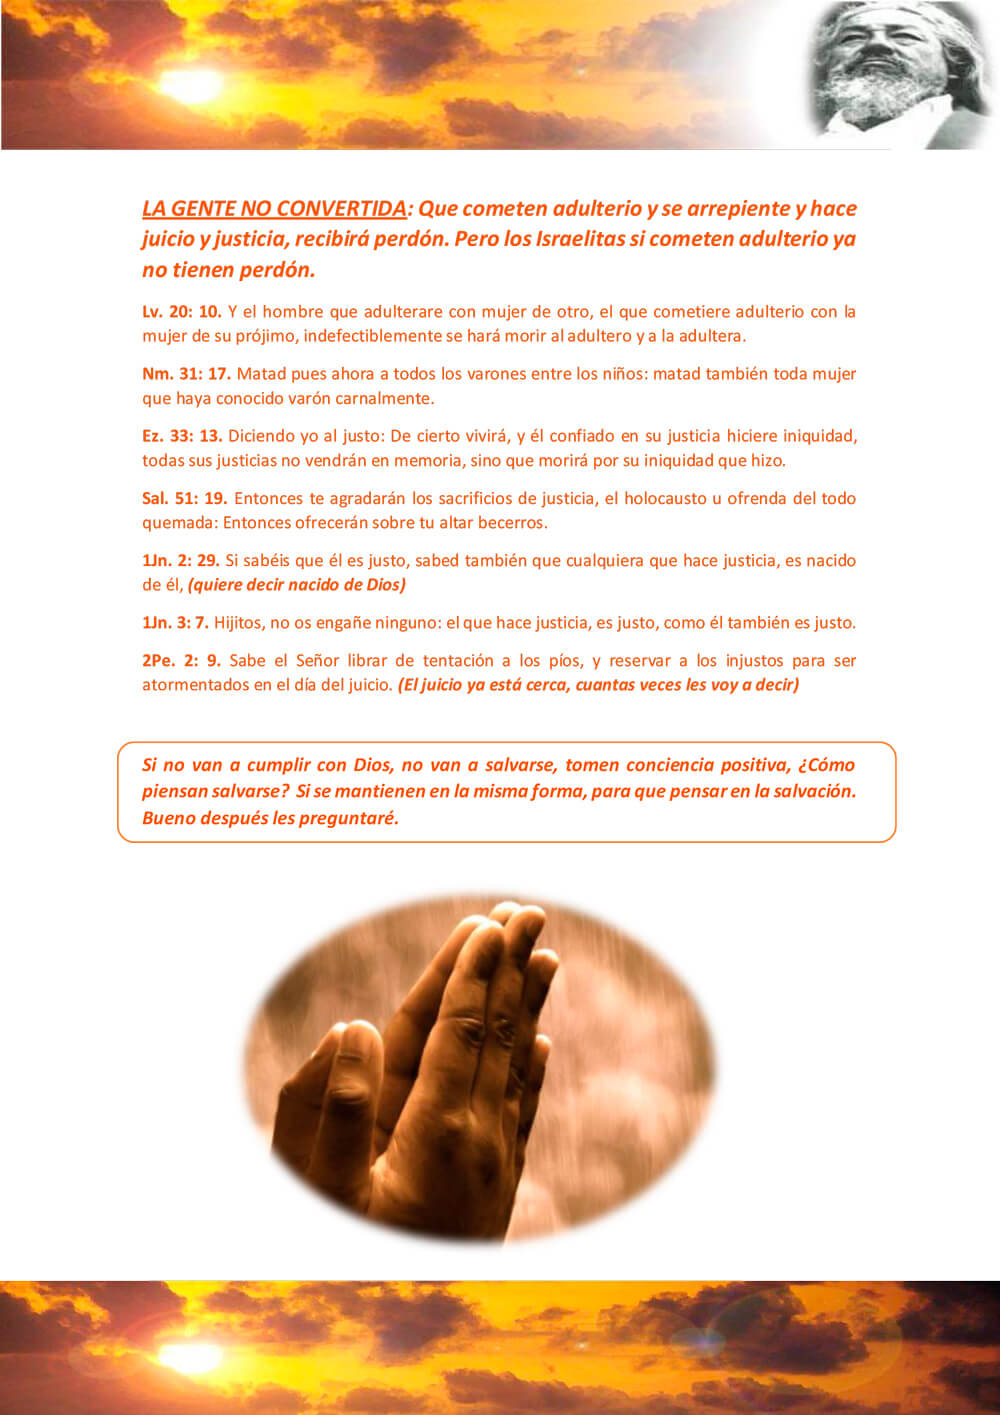 LA GENTE NO CONVERTIDA: Que cometen adulterio y se arrepiente y hace
juicio y justicia, recibirá perdón. Pero los Israelitas si cometen adulterio ya
no tienen perdón.
Lv. 20: 10. Y el hombre que adulterare con mujer de otro, el que cometiere adulterio con la
mujer de su prójimo, indefectiblemente se hará morir al adultero y a la adultera.
Nm. 31: 17. Matad pues ahora a todos los varones entre los niños: matad también toda mujer
que haya conocido varón carnalmente.
Ez. 33: 13. Diciendo yo al justo: De cierto vivirá, y él confiado en su justicia hiciere iniquidad,
todas sus justicias no vendrán en memoria, sino que morirá por su iniquidad que hizo.
Sal. 51: 19. Entonces te agradarán los sacrificios de justicia, el holocausto u ofrenda del todo
quemada: Entonces ofrecerán sobre tu altar becerros.
1Jn. 2: 29. Si sabéis que él es justo, sabed también que cualquiera que hace justicia, es nacido
de él, (quiere decir nacido de Dios)
1Jn. 3: 7. Hijitos, no os engañe ninguno: el que hace justicia, es justo, como él también es justo.
2Pe. 2: 9. Sabe el Señor librar de tentación a los píos, y reservar a los injustos para ser
atormentados en el día del juicio. (El juicio ya está cerca, cuantas veces les voy a decir)
Si no van a cumplir con Dios, no van a salvarse, tomen conciencia positiva, ¿Cómo
piensan salvarse? Si se mantienen en la misma forma, para que pensar en la salvación.
Bueno después les preguntaré.